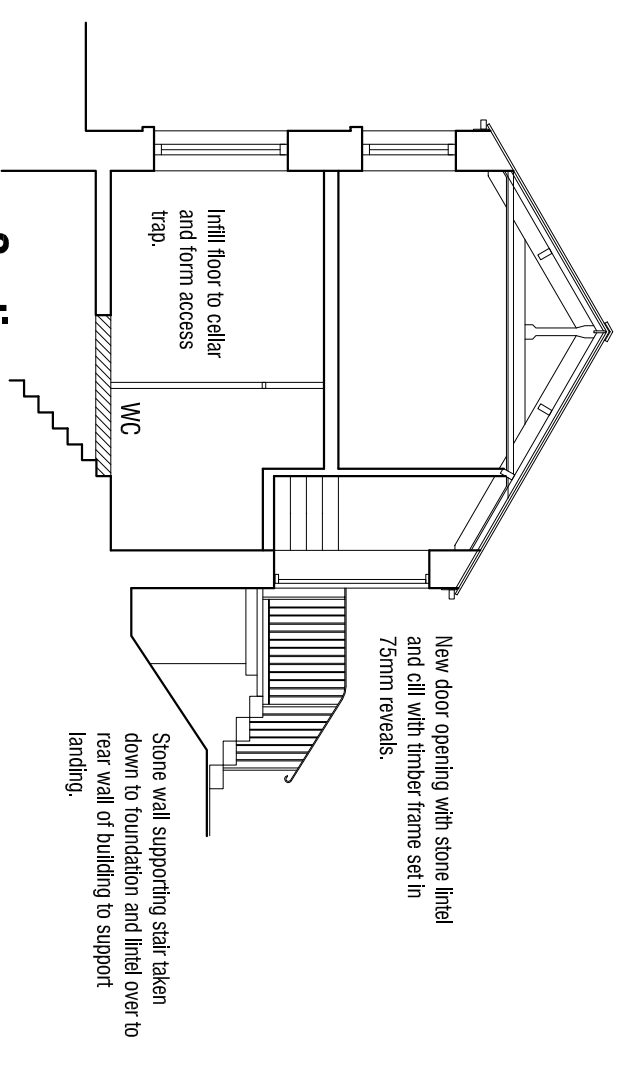 New door opening with stone lintel
and cill with timber frame set in
75mm reveals.
Infill floor to cellar
and form access
trap.
WC
Stone wall supporting stair taken
down to foundation and lintel over to
rear wall of building to support
landing.